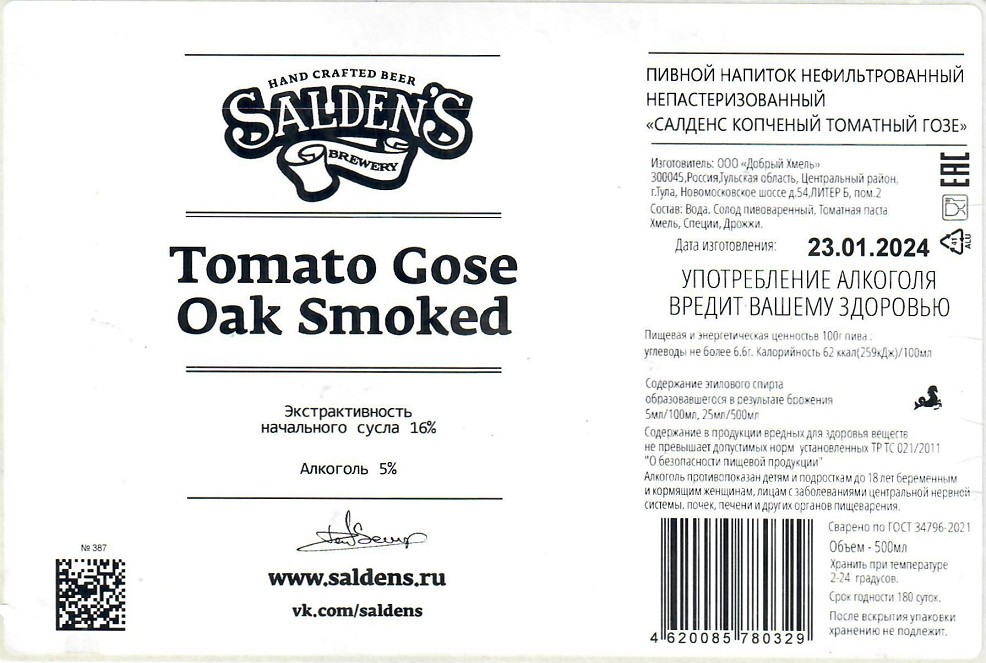 HAND CRAFTED BEER
SALDEN'S
BREWERY
Tomato Gose
Oak Smoked
Экстрактивность
начального сусла 16%
Алкоголь 5%
www.saldens.ru
vk.com/saldens
№ 387
ПИВНОЙ НАПИТОК НЕФИЛЬТРОВАННЫЙ
НЕПАСТЕРИЗОВАННЫЙ
«САЛДЕНС КОПЧЕНЫЙ ТОМАТНЫЙ ГОЗЕ»
Изготовитель: ООО «Добрый Хмель»
300045,Россия,Тульская область, Центральный район,
г.Тула, Новомосковское шоссе д.54,ЛИТЕР Б, пом.2
Состав: Вода, Солод пивоваренный, Томатная паста
Хмель, Специи, Дрожжи.
EAC
Дата изготовления: 23.01.2024
41
ALU
УПОТРЕБЛЕНИЕ АЛКОГОЛЯ
ВРЕДИТ ВАШЕМУ ЗДОРОВЬЮ
Пищевая и энергетическая ценностьв 100г пива :
углеводы не более 6.6г. Калорийность 62 ккал(259кДж)/100мл
Содержание этилового спирта
образовавшегося в результате брожения
5мл/100мл, 25мл/500мл
Содержание в продукции вредных для здоровья веществ
не превышает допустимых норм установленных ТР ТС 021/2011
"О безопасности пищевой продукции"
Алкоголь противопоказан детям и подросткам до 18 лет беременным
и кормящим женщинам, лицам с заболеваниями центральной нервной
системы, почек, печени и других органов пищеварения.
Сварено по ГОСТ 34796-2021
Объем - 500мл
Хранить при температуре
2-24 градусов.
Срок годности 180 суток.
После вскрытия упаковки
хранению не подлежит.
4 620085 780329